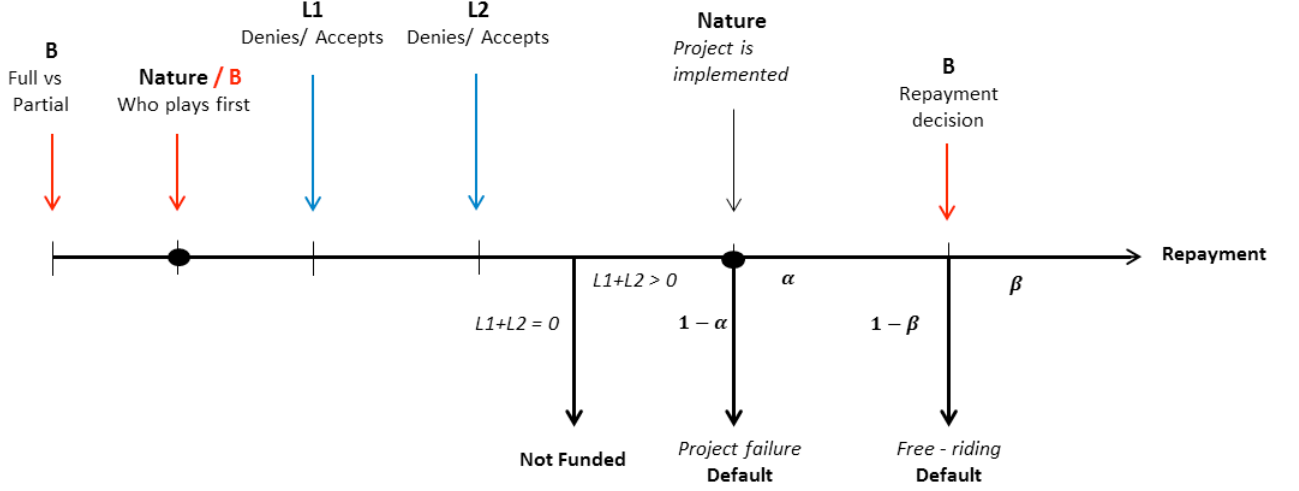 B
Full vs
Partial
Nature / B
Who plays first
L1
Denies/ Accepts
L2
Denies/ Accepts
Nature
Project is
implemented
B
Repayment
decision
Repayment
L1+L2 > 0
α
β
L1+L2 = 0
1 − α
1 − β
Not Funded
Project failure
Default
Free - riding
Default